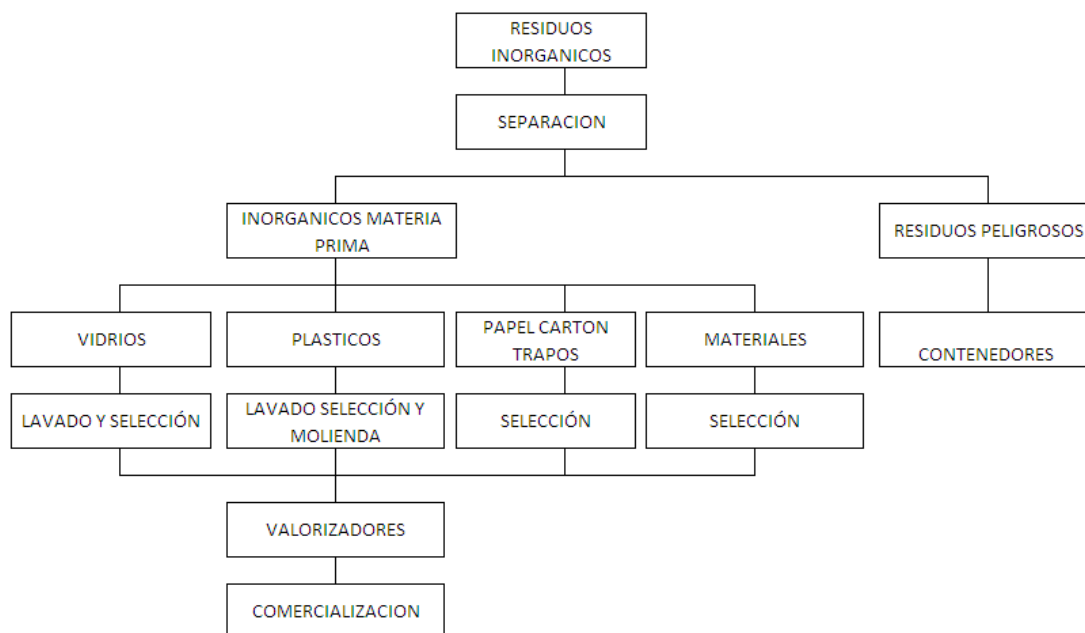 RESIDUOS
INORGANICOS
SEPARACION
INORGANICOS MATERIA
PRIMA
RESIDUOS PELIGROSOS
VIDRIOS
PLASTICOS
PAPEL CARTON
TRAPOS
MATERIALES
CONTENEDORES
LAVADO Y SELECCIÓN
LAVADO SELECCIÓN Y
MOLIENDA
SELECCIÓN
SELECCIÓN
VALORIZADORES
COMERCIALIZACION